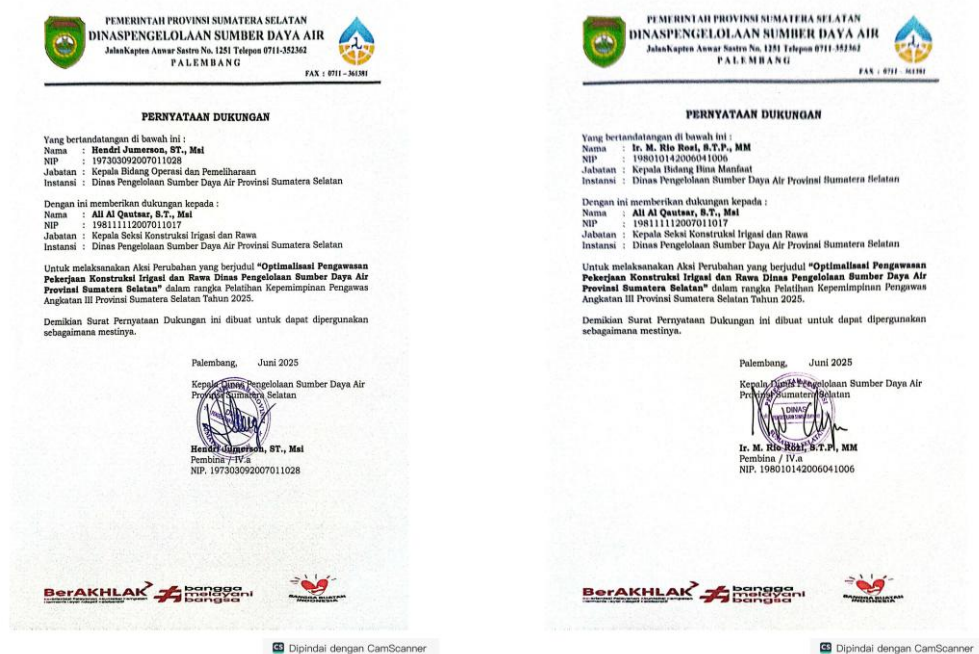 PEMERINTAH PROVINSI SUMATERA SELATAN
DINASPENGELOLAAN SUMBER DAYA AIR
JalanKapten Anwar Sastro No. 1251 Telepon 0711-352362
PALEMBANG
FAX : 0711 – 361381
PERNYATAAN DUKUNGAN
Yang bertandatangan di bawah ini :
Nama : Hendri Jumerson, ST., Msi
NIP : 197303092007011028
Jabatan : Kepala Bidang Operasi dan Pemeliharaan
Instansi : Dinas Pengelolaan Sumber Daya Air Provinsi Sumatera Selatan
Dengan ini memberikan dukungan kepada :
Nama : Ali Al Qautsar, S.T., Msi
NIP : 198111112007011017
Jabatan : Kepala Seksi Konstruksi Irigasi dan Rawa
Instansi : Dinas Pengelolaan Sumber Daya Air Provinsi Sumatera Selatan
Untuk melaksanakan Aksi Perubahan yang berjudul “Optimalisasi Pengawasan
Pekerjaan Konstruksi Irigasi dan Rawa Dinas Pengelolaan Sumber Daya Air
Provinsi Sumatera Selatan” dalam rangka Pelatihan Kepemimpinan Pengawas
Angkatan III Provinsi Sumatera Selatan Tahun 2025.
Demikian Surat Pernyataan Dukungan ini dibuat untuk dapat dipergunakan
sebagaimana mestinya.
Palembang, Juni 2025
Kepala Dinas Pengelolaan Sumber Daya Air
Provinsi Sumatera Selatan
Hendri Jumerson, ST., Msi
Pembina / IV.a
NIP. 197303092007011028
BerAKHLAK
bangga
melayani
bangsa
BANGGA BUATAN
INDONESIA
CS Dipindai dengan CamScanner
PEMERINTAH PROVINSI SUMATERA SELATAN
DINASPENGELOLAAN SUMBER DAYA AIR
JalanKapten Anwar Sastro No. 1251 Telepon 0711-352362
PALEMBANG
FAX : 0711 – 361381
PERNYATAAN DUKUNGAN
Yang bertandatangan di bawah ini :
Nama : Ir. M. Rio Rozi, S.T.P., MM
NIP : 198010142006041006
Jabatan : Kepala Bidang Bina Manfaat
Instansi : Dinas Pengelolaan Sumber Daya Air Provinsi Sumatera Selatan
Dengan ini memberikan dukungan kepada :
Nama : Ali Al Qautsar, S.T., Msi
NIP : 198111112007011017
Jabatan : Kepala Seksi Konstruksi Irigasi dan Rawa
Instansi : Dinas Pengelolaan Sumber Daya Air Provinsi Sumatera Selatan
Untuk melaksanakan Aksi Perubahan yang berjudul “Optimalisasi Pengawasan
Pekerjaan Konstruksi Irigasi dan Rawa Dinas Pengelolaan Sumber Daya Air
Provinsi Sumatera Selatan” dalam rangka Pelatihan Kepemimpinan Pengawas
Angkatan III Provinsi Sumatera Selatan Tahun 2025.
Demikian Surat Pernyataan Dukungan ini dibuat untuk dapat dipergunakan
sebagaimana mestinya.
Palembang, Juni 2025
Kepala Dinas Pengelolaan Sumber Daya Air
Provinsi Sumatera Selatan
DINAS
Ir. M. Rio Rozi, S.T.Pi, MM
Pembina / IV.a
NIP. 198010142006041006
BerAKHLAK
bangga
melayani
bangsa
BANGGA BUATAN
INDONESIA
CS Dipindai dengan CamScanner